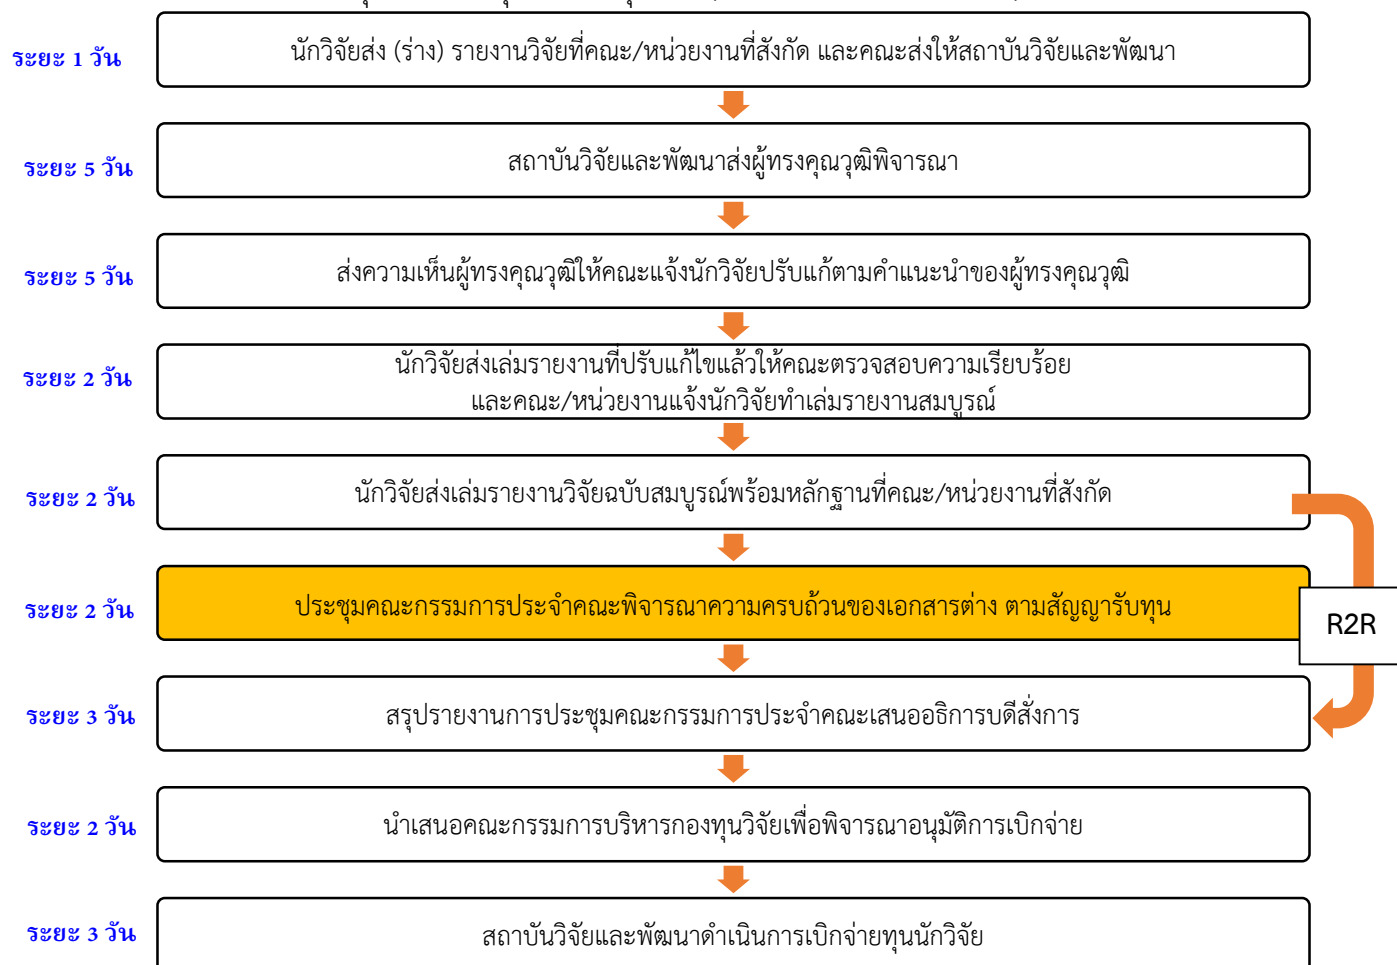 ระยะ 1 วัน
นักวิจัยส่ง (ร่าง) รายงานวิจัยที่คณะ/หน่วยงานที่สังกัด และคณะส่งให้สถาบันวิจัยและพัฒนา
ระยะ 5 วัน
สถาบันวิจัยและพัฒนาส่งผู้ทรงคุณวุฒิพิจารณา
ระยะ 5 วัน
ส่งความเห็นผู้ทรงคุณวุฒิให้คณะแจ้งนักวิจัยปรับแก้ตามคำแนะนำของผู้ทรงคุณวุฒิ
ระยะ 2 วัน
นักวิจัยส่งเล่มรายงานที่ปรับแก้ไขแล้วให้คณะตรวจสอบความเรียบร้อย
และคณะ/หน่วยงานแจ้งนักวิจัยทำเล่มรายงานสมบูรณ์
ระยะ 2 วัน
นักวิจัยส่งเล่มรายงานวิจัยฉบับสมบูรณ์พร้อมหลักฐานที่คณะ/หน่วยงานที่สังกัด
ระยะ 2 วัน
ประชุมคณะกรรมการประจำคณะพิจารณาความครบถ้วนของเอกสารต่าง ตามสัญญารับทุน
R2R
ระยะ 3 วัน
สรุปรายงานการประชุมคณะกรรมการประจำคณะเสนออธิการบดีสั่งการ
ระยะ 2 วัน
นำเสนอคณะกรรมการบริหารกองทุนวิจัยเพื่อพิจารณาอนุมัติการเบิกจ่าย
ระยะ 3 วัน
สถาบันวิจัยและพัฒนาดำเนินการเบิกจ่ายทุนนักวิจัย